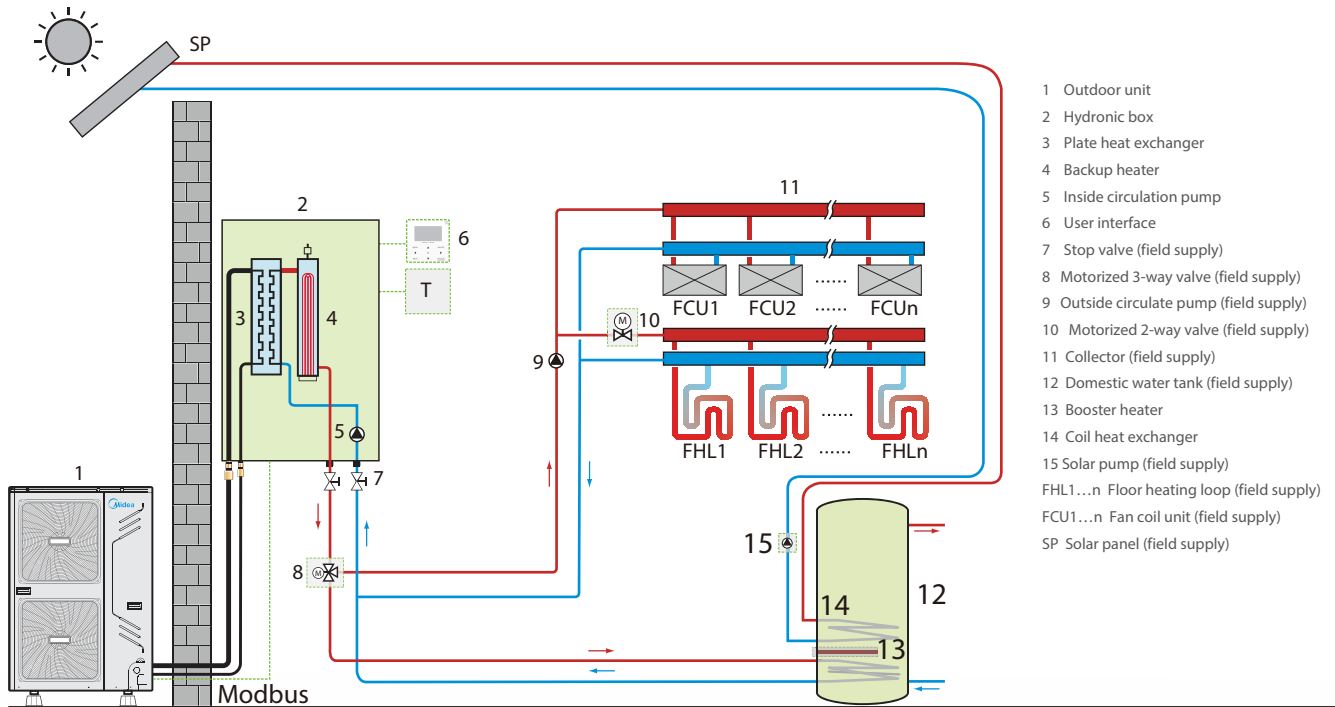 SP
2
6
T
3
4
5
7
1
Midea
8
M
Modbus
11
FCU1
FCU2
......
FCUn
M
10
9
FHL1
FHL2
......
......
FHLn
15
14
13
12
1 Outdoor unit
2 Hydronic box
3 Plate heat exchanger
4 Backup heater
5 Inside circulation pump
6 User interface
7 Stop valve (field supply)
8 Motorized 3-way valve (field supply)
9 Outside circulate pump (field supply)
10 Motorized 2-way valve (field supply)
11 Collector (field supply)
12 Domestic water tank (field supply)
13 Booster heater
14 Coil heat exchanger
15 Solar pump (field supply)
FHL1...n Floor heating loop (field supply)
FCU1...n Fan coil unit (field supply)
SP Solar panel (field supply)